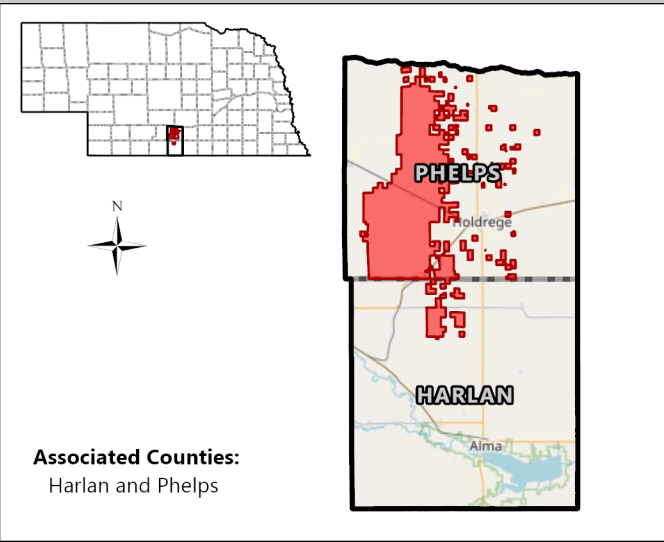 PHELPS
Holdrege
N
HARLAN
Alma
Associated Counties:
Harlan and Phelps